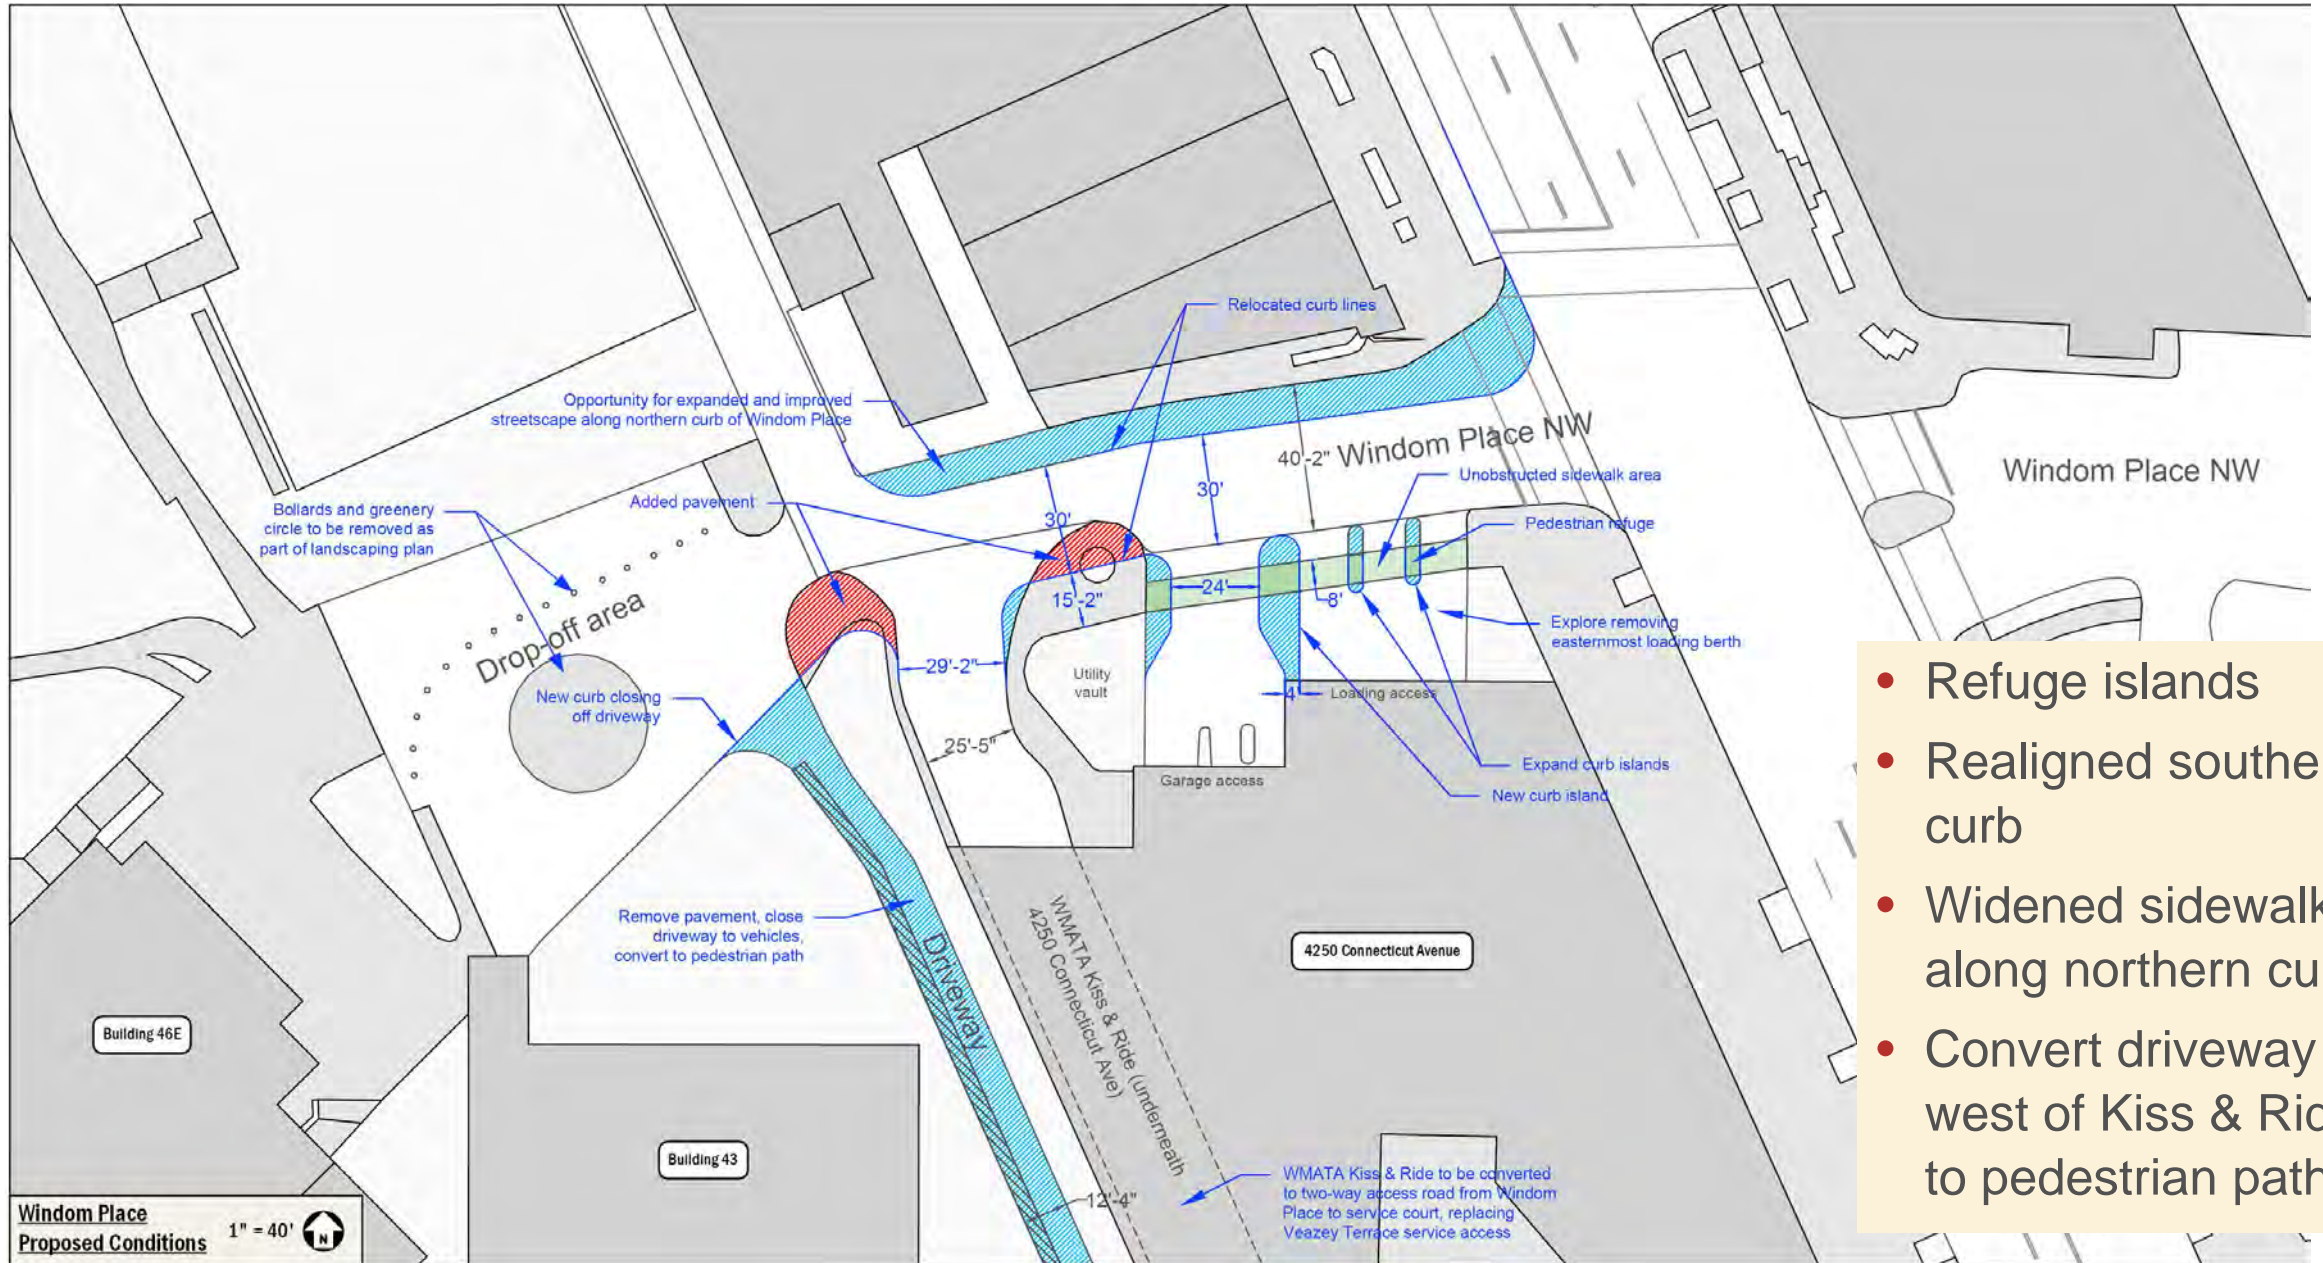 Relocated curb lines
Opportunity for expanded and improved
streetscape along northern curb of Windom Place
40'-2" Windom Place NW
Windom Place NW
30'
30'
Unobstructed sidewalk area
Pedestrian refuge
Added pavement
Bollards and greenery
circle to be removed as
part of landscaping plan
Drop-off area
15'-2"
24'
8'
Explore removing
easternmost loading berth
29'-2"
Utility
vault
4'
Loading access
New curb closing
off driveway
25'-5"
Garage access
Expand curb islands
New curb island
Remove pavement, close
driveway to vehicles,
convert to pedestrian path
Driveway
WMATA Kiss & Ride (underneath
4250 Connecticut Ave)
4250 Connecticut Avenue
Building 46E
Building 43
12'-4"
WMATA Kiss & Ride to be converted
to two-way access road from Windom
Place to service court, replacing
Veazey Terrace service access
Windom Place
Proposed Conditions
1" = 40'
N
• Refuge islands
• Realigned southe
curb
• Widened sidewalk
along northern cu
• Convert driveway
west of Kiss & Rid
to pedestrian path